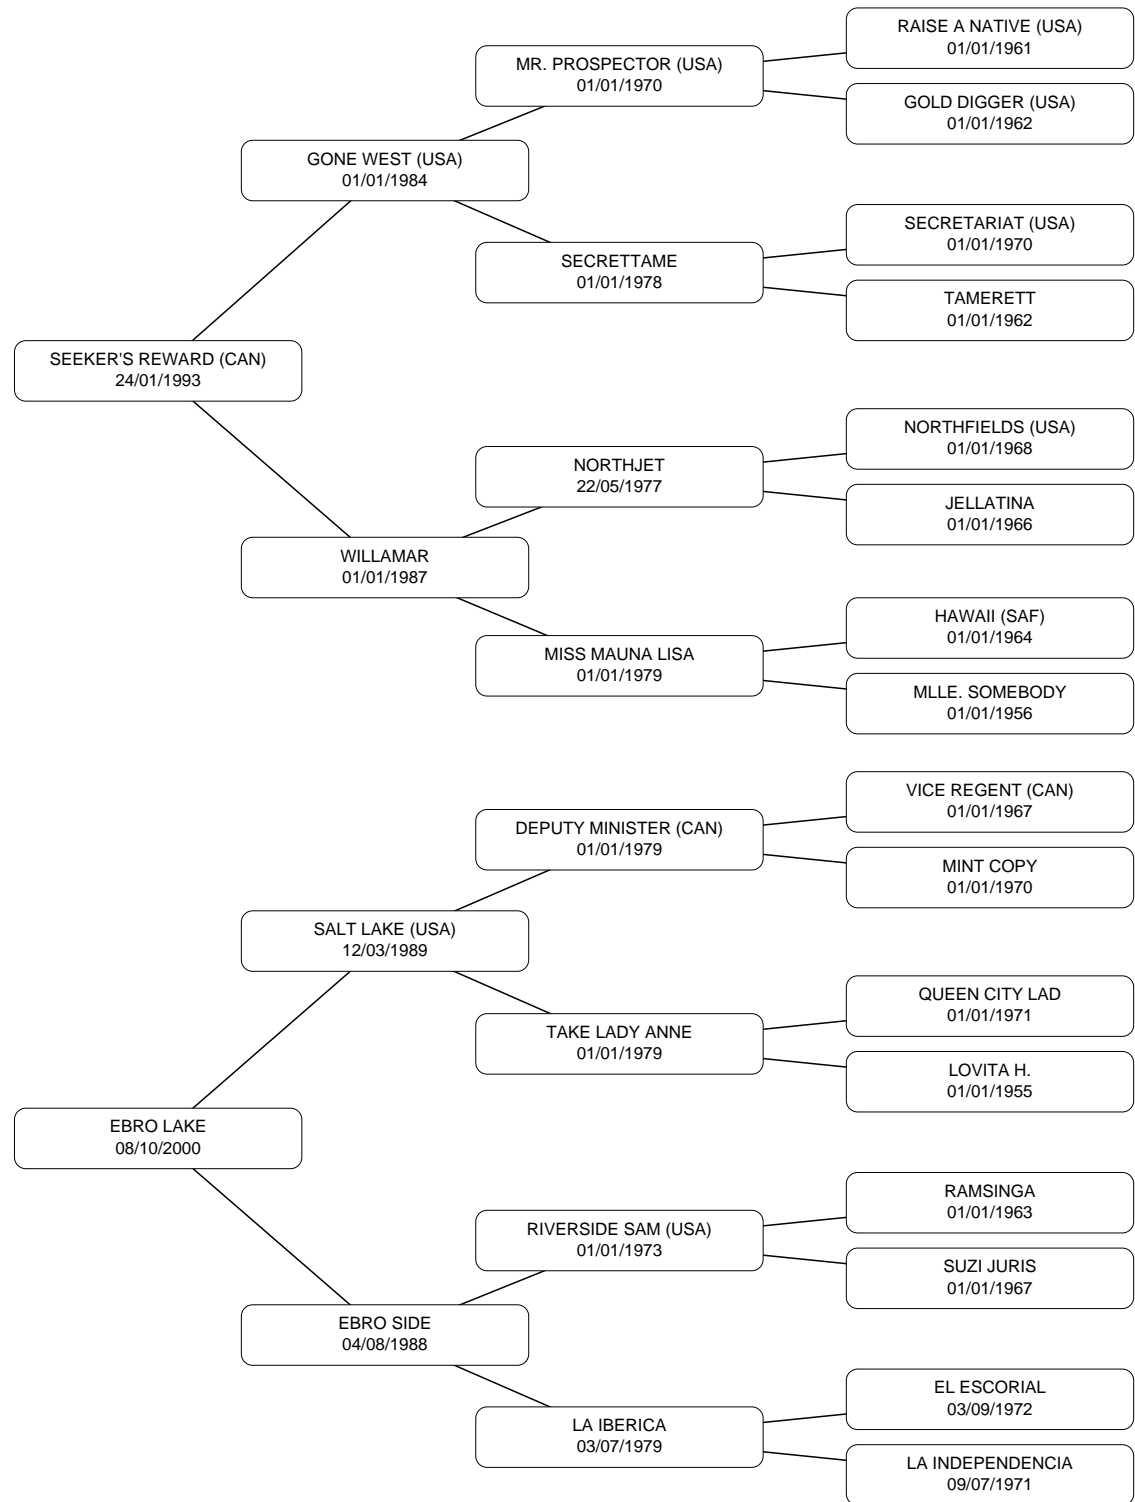 RAISE A NATIVE (USA)
01/01/1961
MR. PROSPECTOR (USA)
01/01/1970
GOLD DIGGER (USA)
01/01/1962
GONE WEST (USA)
01/01/1984
SECRETARIAT (USA)
01/01/1970
SECRETTAME
01/01/1978
TAMERETT
01/01/1962
SEEKER'S REWARD (CAN)
24/01/1993
NORTHFIELDS (USA)
01/01/1968
NORTHJET
22/05/1977
JELLATINA
01/01/1966
WILLAMAR
01/01/1987
HAWAII (SAF)
01/01/1964
MISS MAUNA LISA
01/01/1979
MLLE. SOMEBODY
01/01/1956
VICE REGENT (CAN)
01/01/1967
DEPUTY MINISTER (CAN)
01/01/1979
MINT COPY
01/01/1970
SALT LAKE (USA)
12/03/1989
QUEEN CITY LAD
01/01/1971
TAKE LADY ANNE
01/01/1979
LOVITA H.
01/01/1955
EBRO LAKE
08/10/2000
RAMSINGA
01/01/1963
RIVERSIDE SAM (USA)
01/01/1973
SUZI JURIS
01/01/1967
EBRO SIDE
04/08/1988
EL ESCORIAL
03/09/1972
LA IBERICA
03/07/1979
LA INDEPENDENCIA
09/07/1971